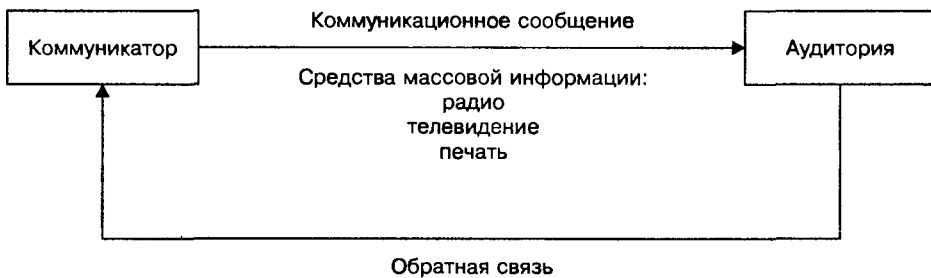 Коммуникационное сообщение
Коммуникатор
Аудитория
Средства массовой информации:
радио
телевидение
печать
Обратная связь